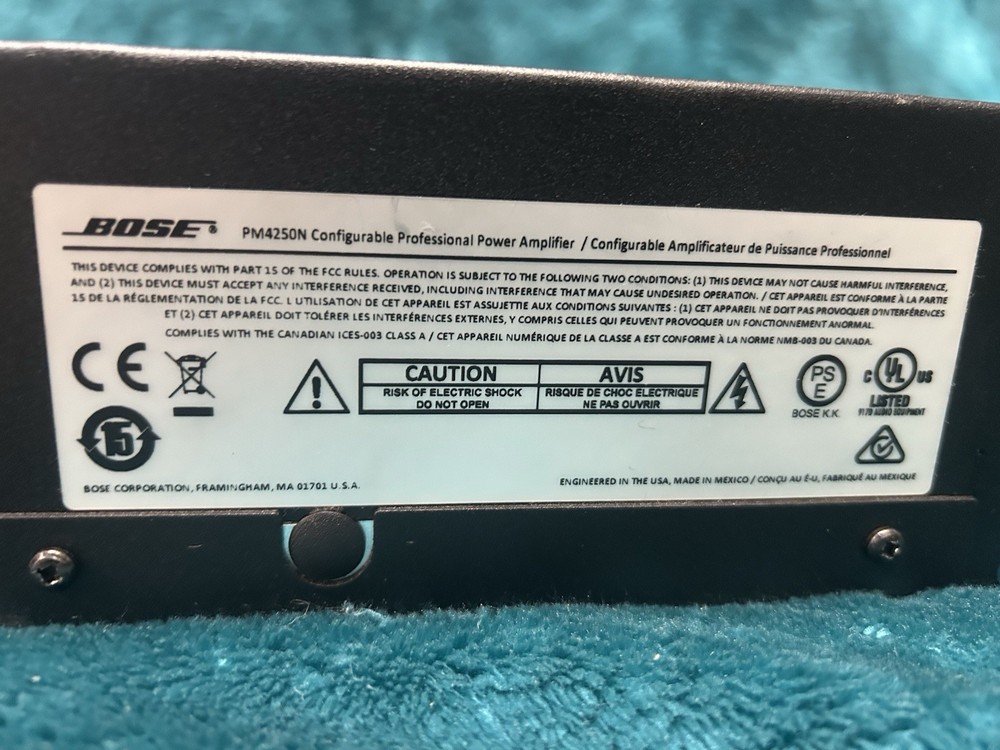 BOSE®
PM4250N Configurable Professional Power Amplifier / Configurable Amplificateur de Puissance Professionnel
THIS DEVICE COMPLIES WITH PART 15 OF THE FCC RULES. OPERATION IS SUBJECT TO THE FOLLOWING TWO CONDITIONS: (1) THIS DEVICE MAY NOT CAUSE HARMFUL INTERFERENCE,
AND (2) THIS DEVICE MUST ACCEPT ANY INTERFERENCE RECEIVED, INCLUDING INTERFERENCE THAT MAY CAUSE UNDESIRED OPERATION. / CET APPAREIL EST CONFORME À LA PARTIE
15 DE LA RÉGLEMENTATION DE LA FCC. L UTILISATION DE CET APPAREIL EST ASSUJETTIE AUX CONDITIONS SUIVANTES : (1) CET APPAREIL NE DOIT PAS PROVOQUER D'INTERFÉRENCES
ET (2) CET APPAREIL DOIT TOLÉRER LES INTERFÉRENCES EXTERNES, Y COMPRIS CELLES QUI PEUVENT PROVOQUER UN FONCTIONNEMENT ANORMAL.
COMPLIES WITH THE CANADIAN ICES-003 CLASS A / CET APPAREIL NUMÉRIQUE DE LA CLASSE A EST CONFORME À LA NORME NMB-003 DU CANADA.
CE
CAUTION
RISK OF ELECTRIC SHOCK
DO NOT OPEN
AVIS
RISQUE DE CHOC ELECTRIQUE
NE PAS OUVRIR
PS
E
BOSE K.K.
C UL US
LISTED
9179 AUDIO EQUIPMENT
15
BOSE CORPORATION, FRAMINGHAM, MA 01701 U.S.A.
ENGINEERED IN THE USA, MADE IN MEXICO / CONÇU AU É-U, FABRIQUÉ AU MEXIQUE